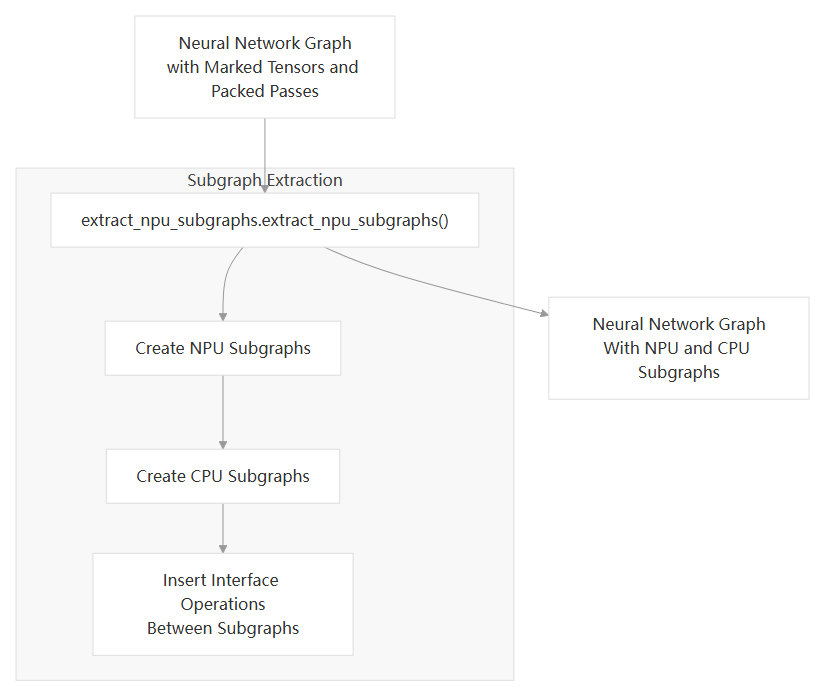 Neural Network Graph
with Marked Tensors and
Packed Passes
Subgraph Extraction
extract_npu_subgraphs.extract_npu_subgraphs()
Create NPU Subgraphs
Neural Network Graph
With NPU and CPU
Subgraphs
Create CPU Subgraphs
Insert Interface
Operations
Between Subgraphs